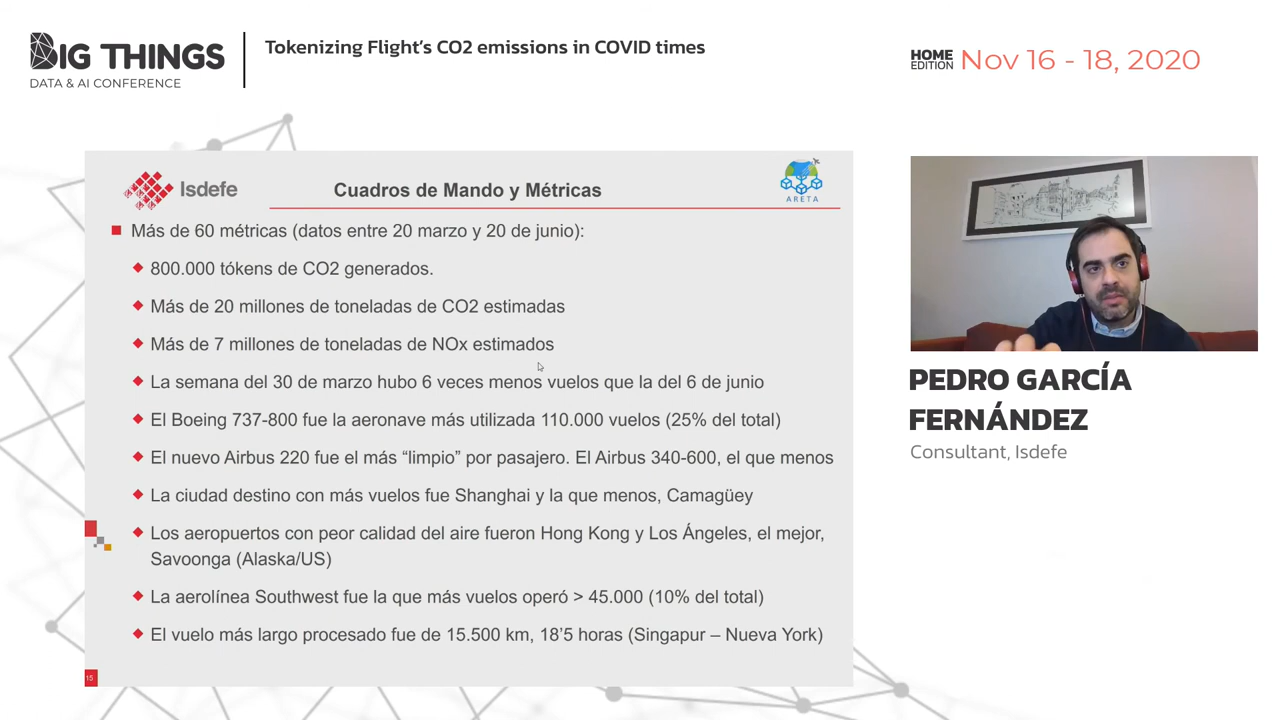 BIG THINGS
DATA & AI CONFERENCE
Tokenizing Flight's CO2 emissions in COVID times
HOME
EDITION
Nov 16 - 18, 2020
Isdefe
Cuadros de Mando y Métricas
ARETA
Más de 60 métricas (datos entre 20 marzo y 20 de junio):
800.000 tókens de CO2 generados.
Más de 20 millones de toneladas de CO2 estimadas
Más de 7 millones de toneladas de NOx estimados
La semana del 30 de marzo hubo 6 veces menos vuelos que la del 6 de junio
El Boeing 737-800 fue la aeronave más utilizada 110.000 vuelos (25% del total)
El nuevo Airbus 220 fue el más “limpio” por pasajero. El Airbus 340-600, el que menos
La ciudad destino con más vuelos fue Shanghai y la que menos, Camagüey
Los aeropuertos con peor calidad del aire fueron Hong Kong y Los Ángeles, el mejor,
Savoonga (Alaska/US)
La aerolínea Southwest fue la que más vuelos operó > 45.000 (10% del total)
El vuelo más largo procesado fue de 15.500 km, 18’5 horas (Singapur – Nueva York)
15
PEDRO GARCÍA
FERNÁNDEZ
Consultant, Isdefe